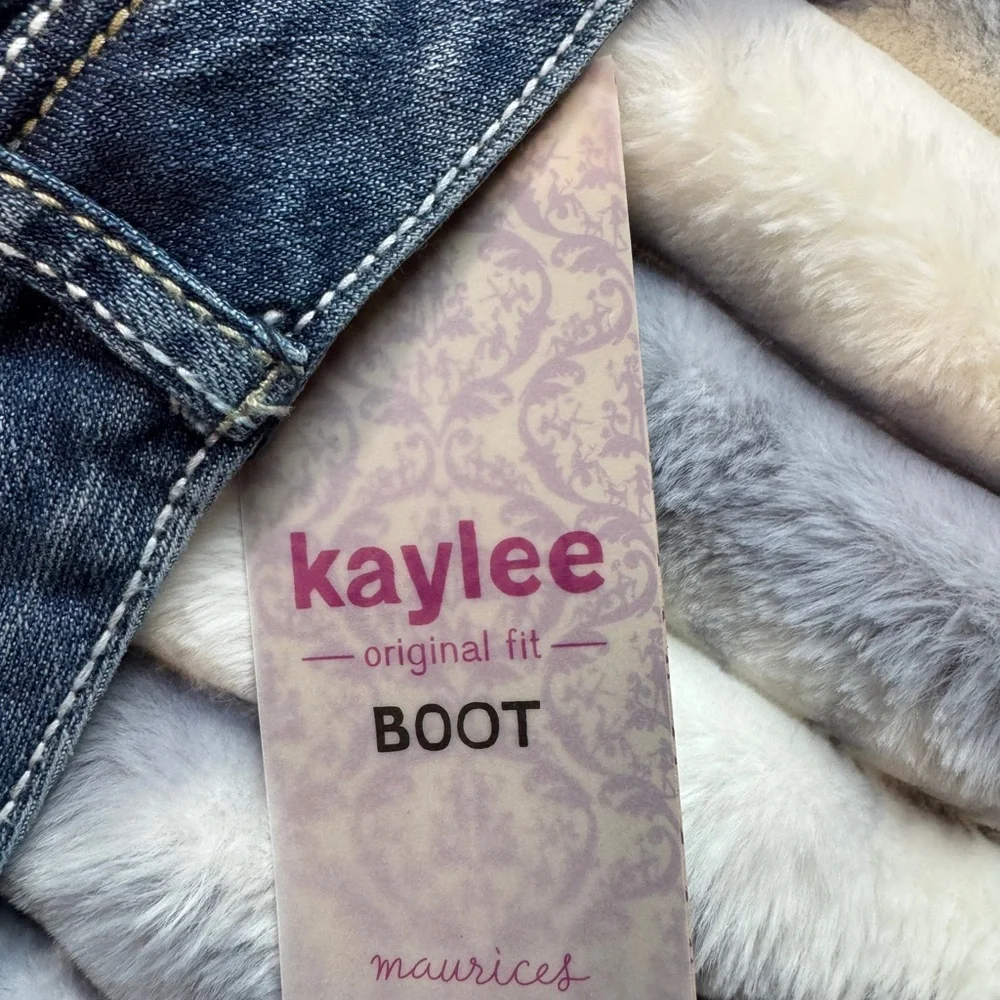 kaylee
original fit
BOOT
maurices